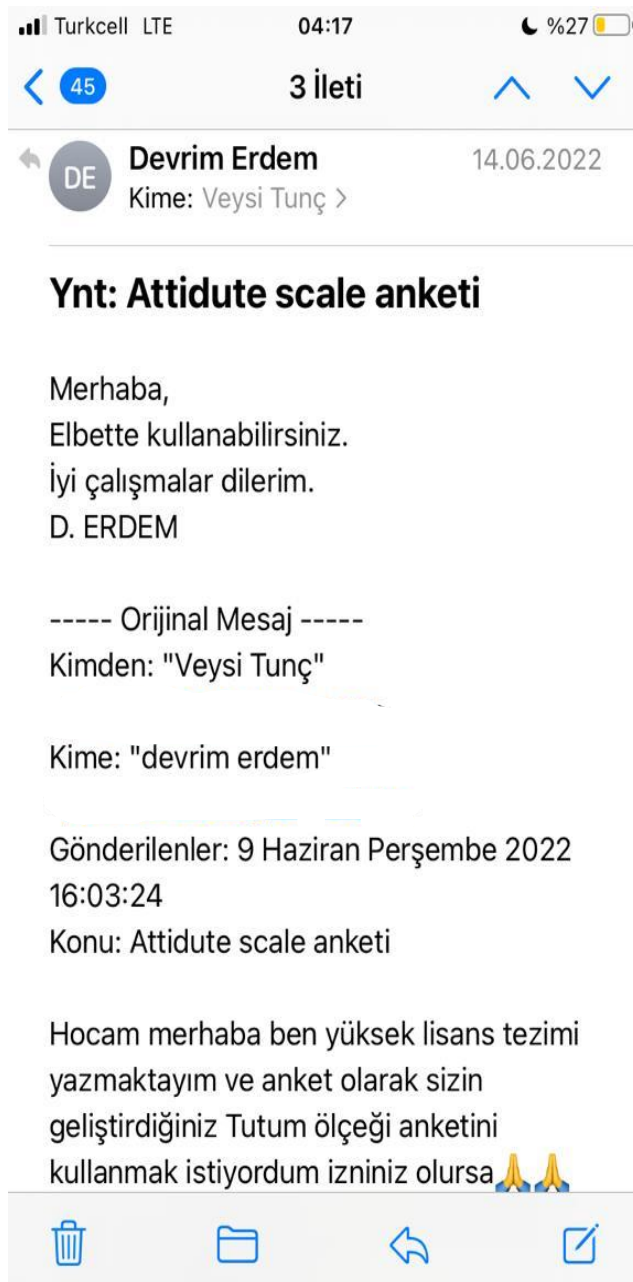 Turkcell LTE 04:17 %27
45 3 İleti
DE Devrim Erdem 14.06.2022
Kime: Veysi Tunç >
Ynt: Attidute scale anketi
Merhaba,
Elbette kullanabilirsiniz.
İyi çalışmalar dilerim.
D. ERDEM
----- Orijinal Mesaj -----
Kimden: "Veysi Tunç"
Kime: "devrim erdem"
Gönderilenler: 9 Haziran Perşembe 2022
16:03:24
Konu: Attidute scale anketi
Hocam merhaba ben yüksek lisans tezimi
yazmaktayım ve anket olarak sizin
geliştirdiğiniz Tutum ölçeği anketini
kullanmak istiyordum izniniz olursa🙏🙏